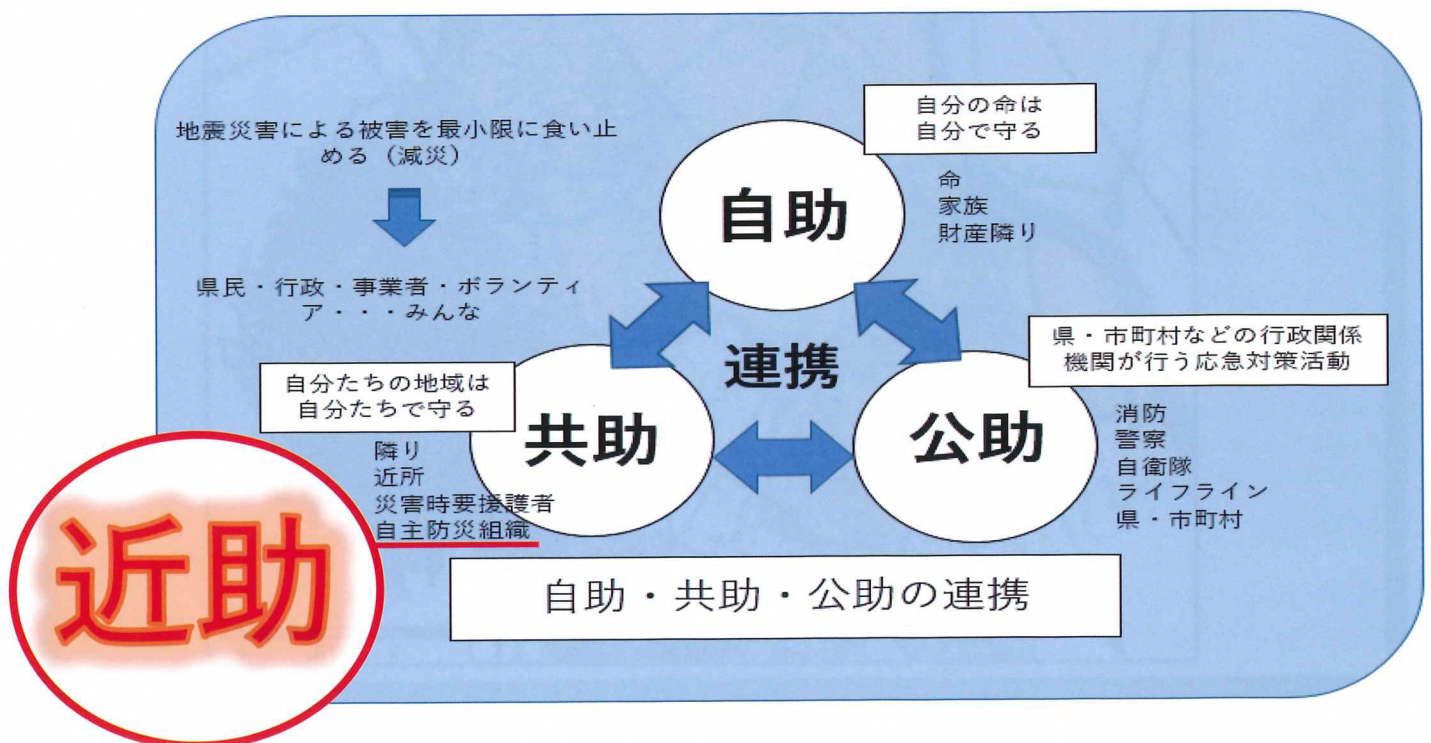 地震災害による被害を最小限に食い止
める（減災）
県民・行政・事業者・ボランティ
ア・・・みんな
自分の命は
自分で守る
自助
命
家族
財産隣り
連携
自分たちの地域は
自分たちで守る
共助
隣り
近所
災害時要援護者
自主防災組織
県・市町村などの行政関係
機関が行う応急対策活動
公助
消防
警察
自衛隊
ライフライン
県・市町村
近助
自助・共助・公助の連携